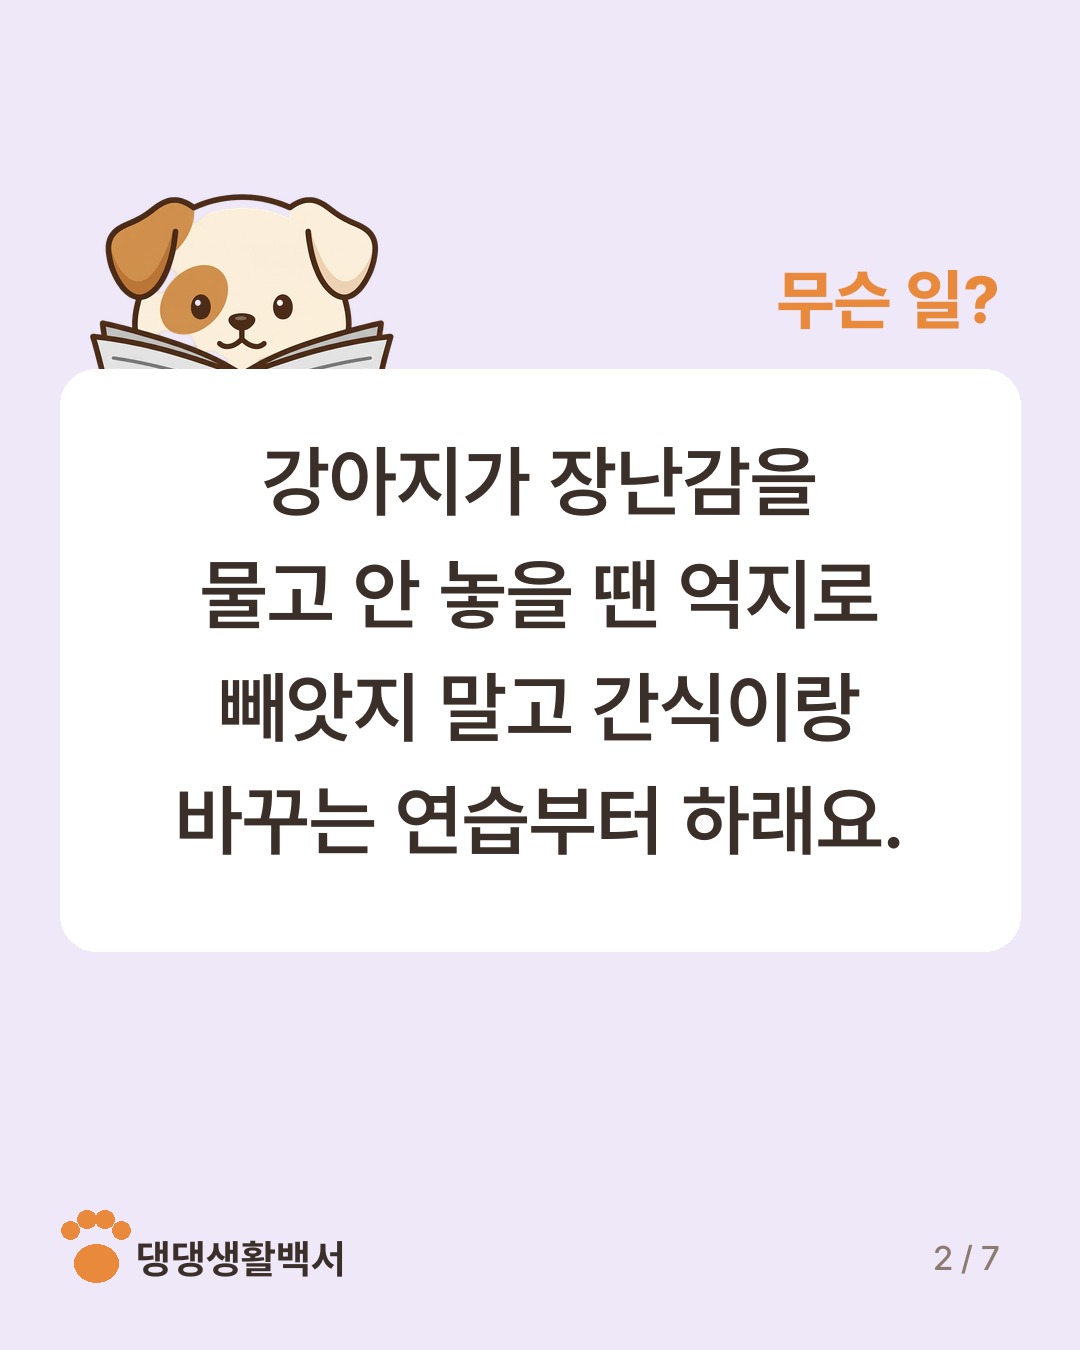 무슨 일?
강아지가 장난감을
물고 안 놓을 땐 억지로
빼앗지 말고 간식이랑
바꾸는 연습부터 하래요.
댕댕생활백서
2 / 7